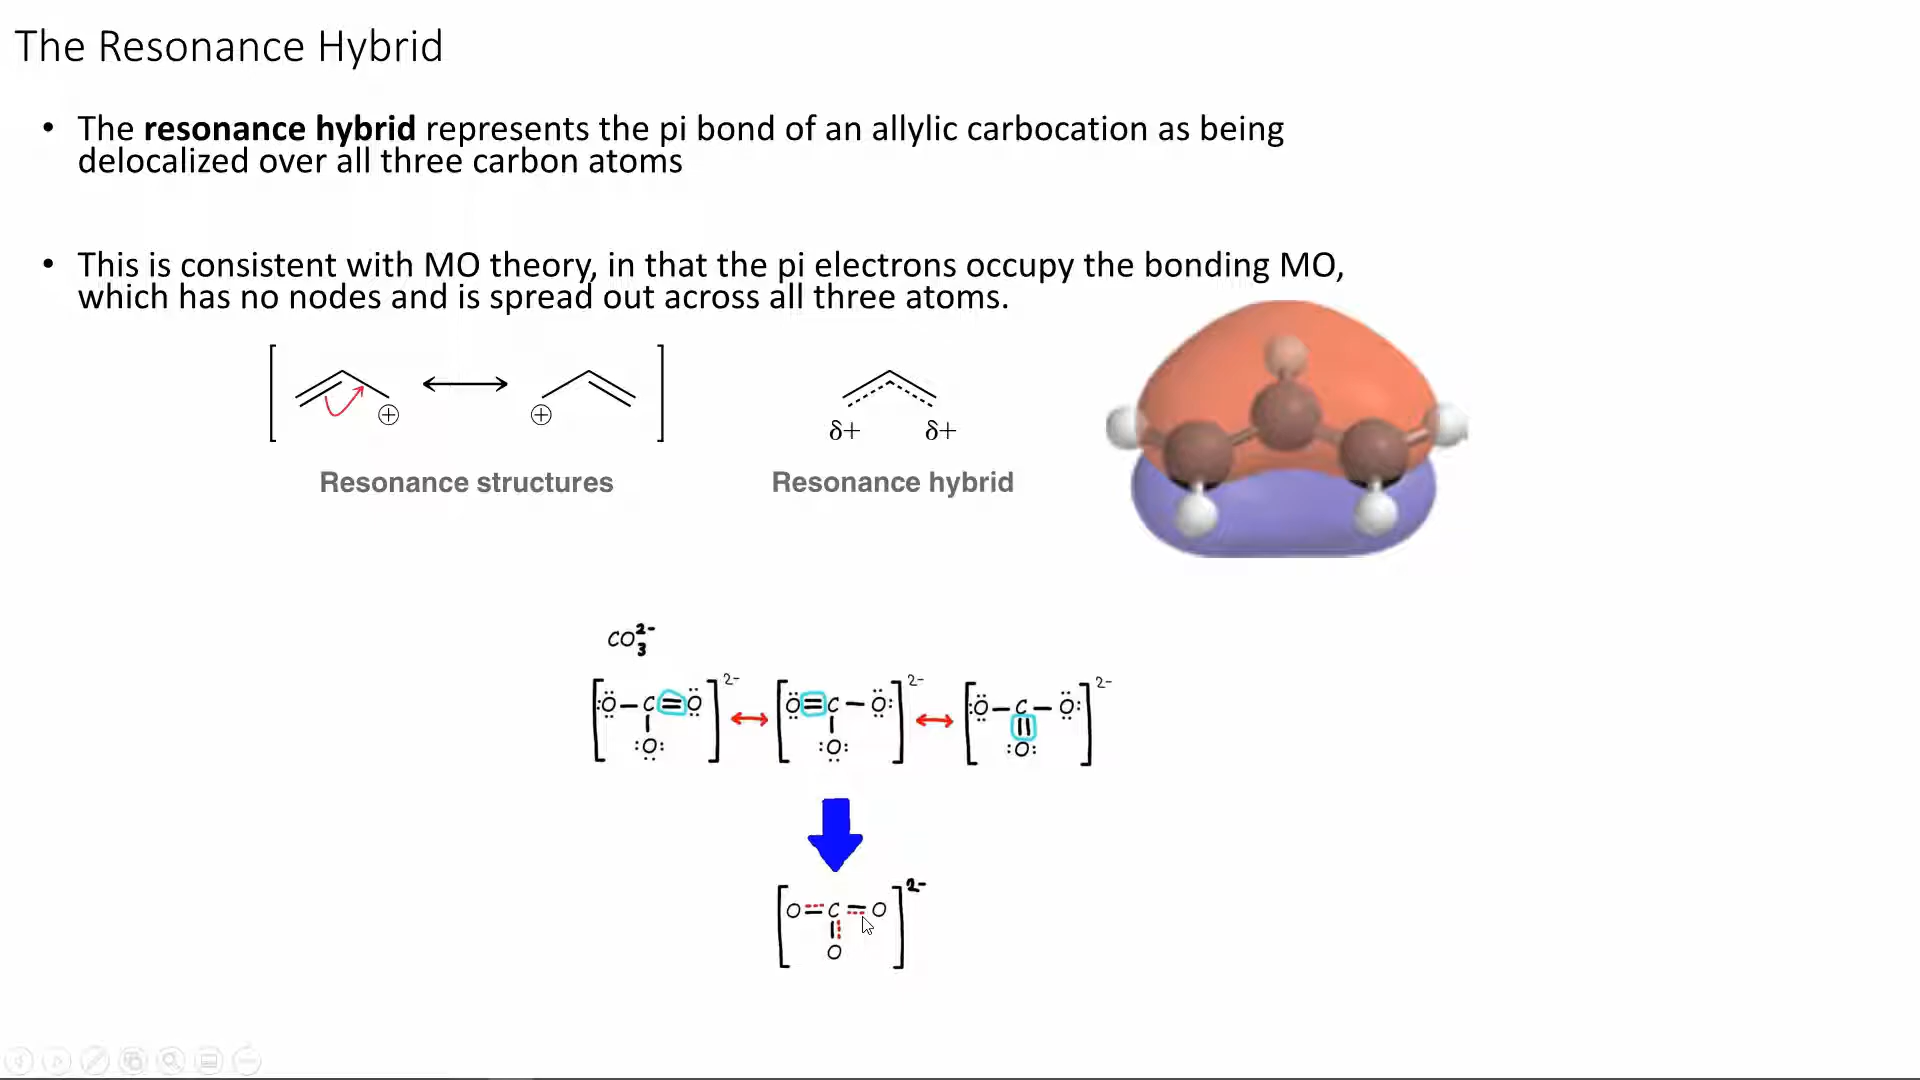 The Resonance Hybrid
• The resonance hybrid represents the pi bond of an allylic carbocation as being
delocalized over all three carbon atoms
• This is consistent with MO theory, in that the pi electrons occupy the bonding MO,
which has no nodes and is spread out across all three atoms.
+ ↔ +
δ+ δ+
Resonance structures
Resonance hybrid
CO₃²⁻
[:O–C=O]²⁻ ↔ [O=C–O:]²⁻ ↔ [:O–C–O:]²⁻
:O: :O: :O:
[O=C=O]²⁻
O